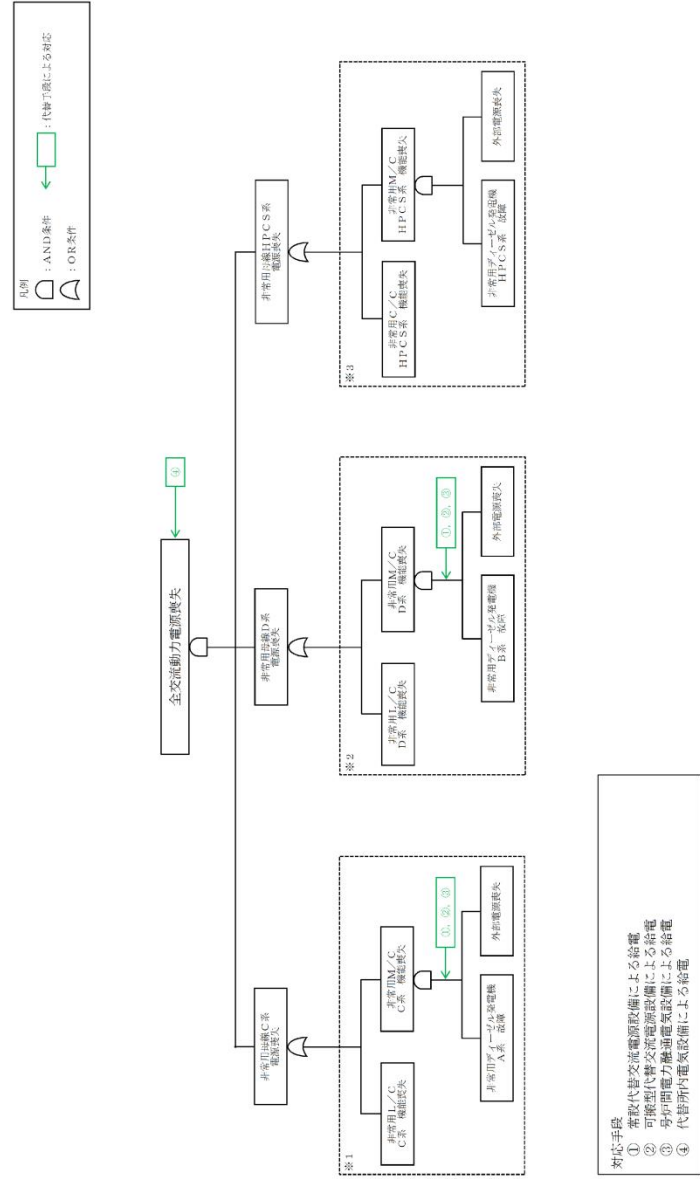 凡例
：AND条件
：OR条件
：代替手段による対応
全交流動力電源喪失
④
非常用母線C系
電源喪失
非常用母線D系
電源喪失
非常用母線HPCS系
電源喪失
※1
非常用L／C
C系 機能喪失
非常用M／C
C系 機能喪失
①，②，③
非常用ディーゼル発電機
A系 故障
外部電源喪失
※2
非常用L／C
D系 機能喪失
非常用M／C
D系 機能喪失
①，②，③
非常用ディーゼル発電機
B系 故障
外部電源喪失
※3
非常用C／C
HPCS系 機能喪失
非常用M／C
HPCS系 機能喪失
非常用ディーゼル発電機
HPCS系 故障
外部電源喪失
対応手段
① 常設代替交流電源設備による給電
② 可搬型代替交流電源設備による給電
③ 号炉間電力融通電気設備による給電
④ 代替所内電気設備による給電